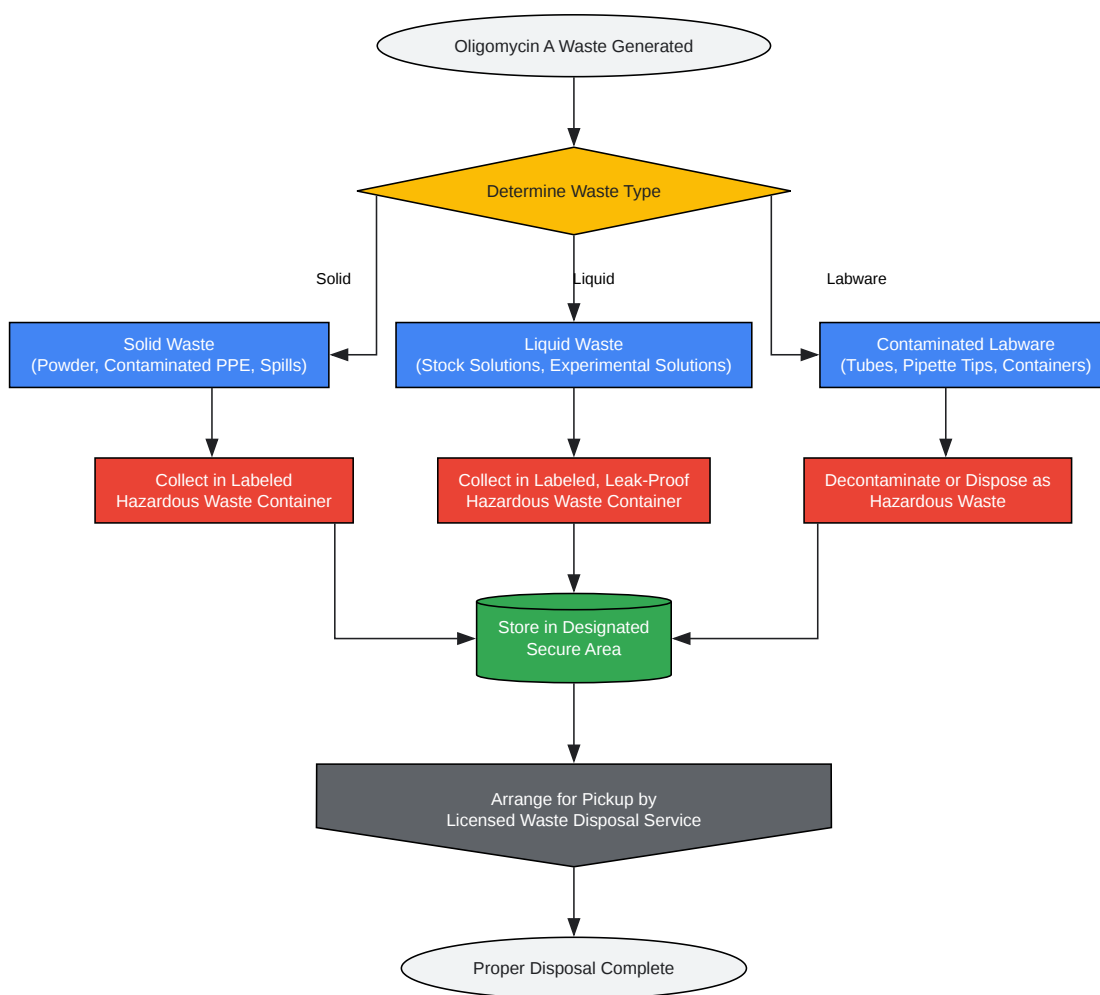 Oligomycin A Waste Generated
Determine Waste Type
Solid
Liquid
Labware
Solid Waste
(Powder, Contaminated PPE, Spills)
Liquid Waste
(Stock Solutions, Experimental Solutions)
Contaminated Labware
(Tubes, Pipette Tips, Containers)
Collect in Labeled
Hazardous Waste Container
Collect in Labeled, Leak-Proof
Hazardous Waste Container
Decontaminate or Dispose as
Hazardous Waste
Store in Designated
Secure Area
Arrange for Pickup by
Licensed Waste Disposal Service
Proper Disposal Complete